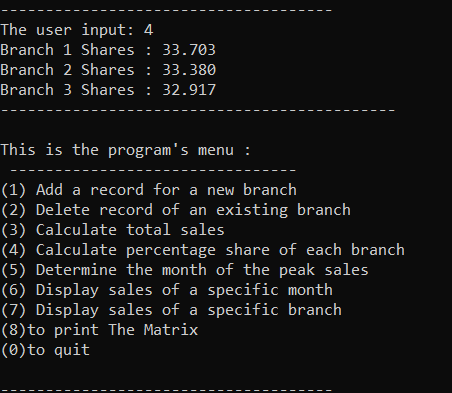 -------------------------------------
The user input: 4
Branch 1 Shares : 33.703
Branch 2 Shares : 33.380
Branch 3 Shares : 32.917
--------------------------------------------
This is the program's menu :
 --------------------------------
(1) Add a record for a new branch
(2) Delete record of an existing branch
(3) Calculate total sales
(4) Calculate percentage share of each branch
(5) Determine the month of the peak sales
(6) Display sales of a specific month
(7) Display sales of a specific branch
(8)to print The Matrix
(0)to quit
-------------------------------------